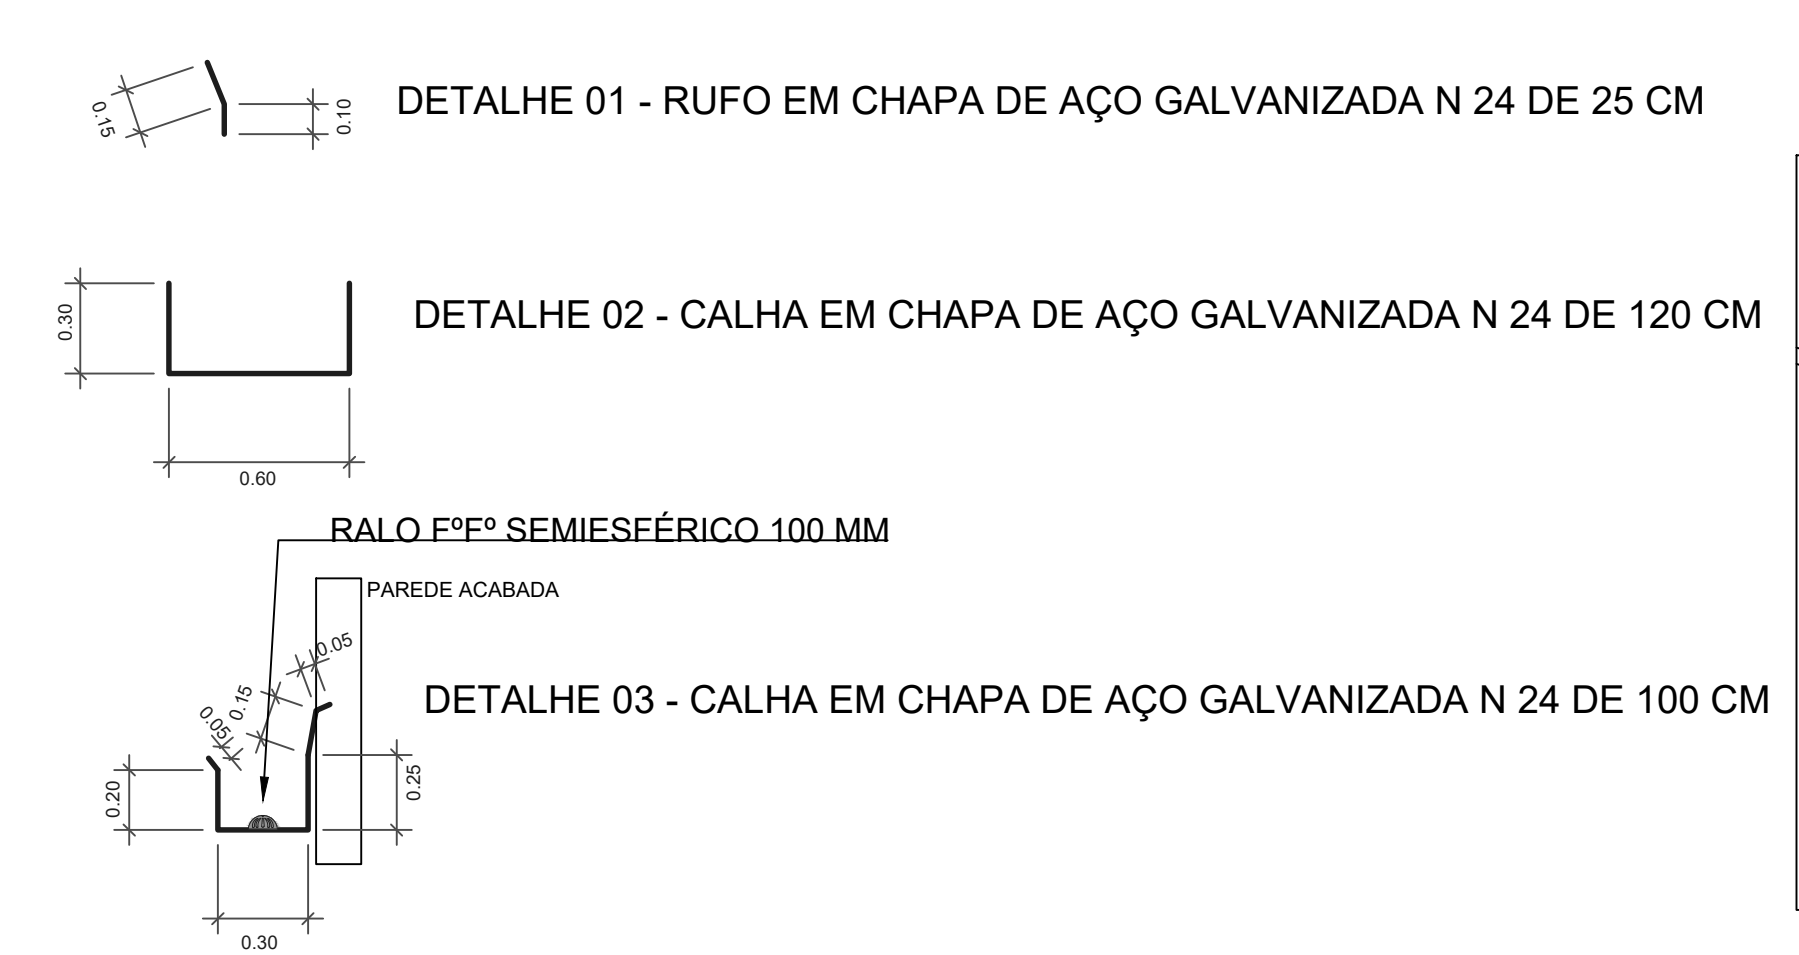 0.15
0.10
DETALHE 01 - RUFO EM CHAPA DE AÇO GALVANIZADA N 24 DE 25 CM
0.30
DETALHE 02 - CALHA EM CHAPA DE AÇO GALVANIZADA N 24 DE 120 CM
0.60
RALO FºFº SEMIESFÉRICO 100 MM
PAREDE ACABADA
0.05
0.15
0.05
DETALHE 03 - CALHA EM CHAPA DE AÇO GALVANIZADA N 24 DE 100 CM
0.20
0.25
0.30